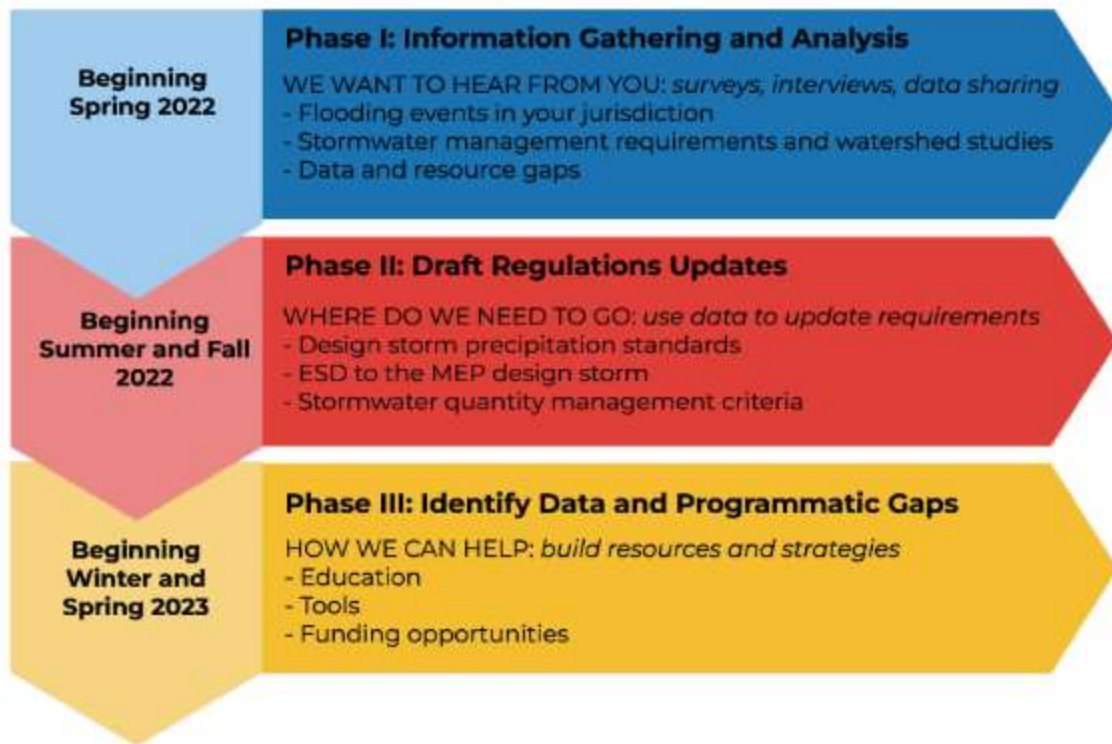 Beginning
Spring 2022
Phase I: Information Gathering and Analysis
WE WANT TO HEAR FROM YOU: surveys, interviews, data sharing
- Flooding events in your jurisdiction
- Stormwater management requirements and watershed studies
- Data and resource gaps
Beginning
Summer and Fall
2022
Phase II: Draft Regulations Updates
WHERE DO WE NEED TO GO: use data to update requirements
- Design storm precipitation standards
- ESD to the MEP design storm
- Stormwater quantity management criteria
Beginning
Winter and
Spring 2023
Phase III: Identify Data and Programmatic Gaps
HOW WE CAN HELP: build resources and strategies
- Education
- Tools
- Funding opportunities